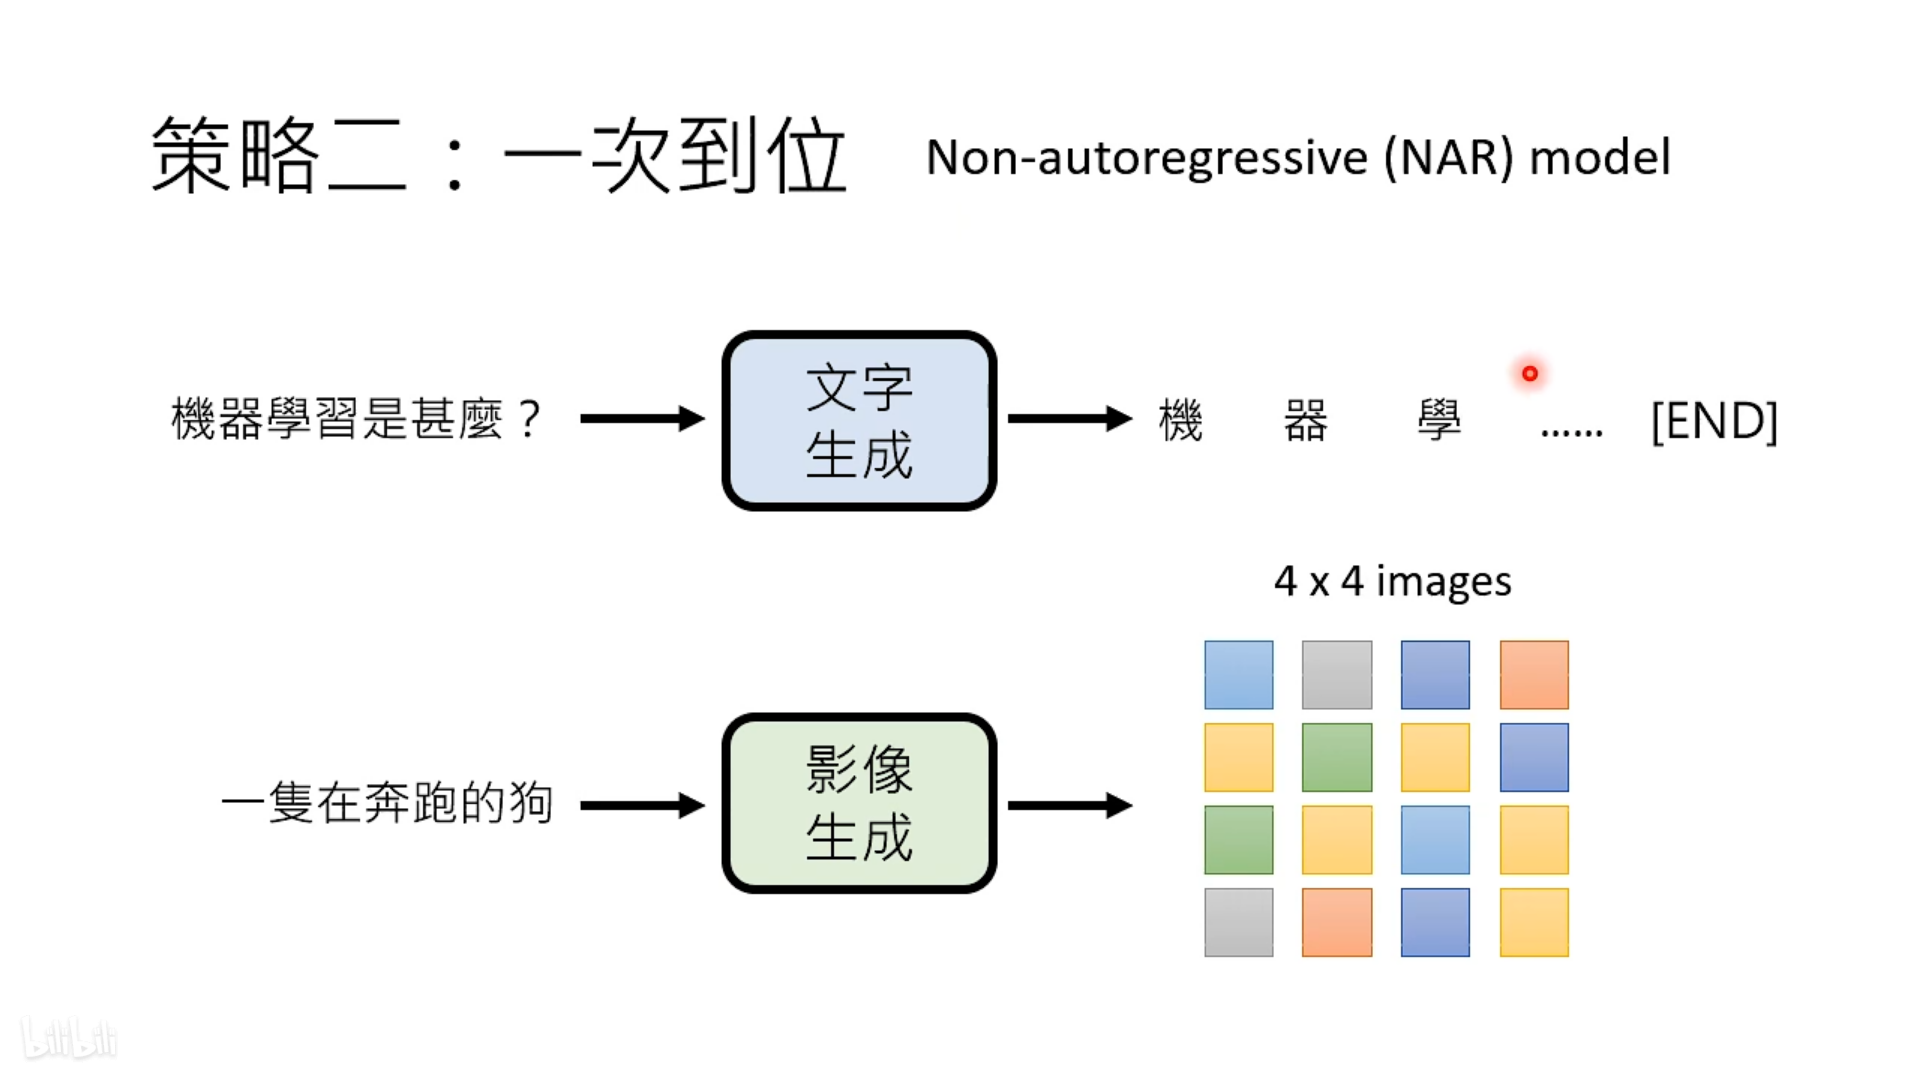 策略二：一次到位 Non-autoregressive (NAR) model
機器學習是甚麼？ 文字生成 機 器 學 …… [END]
4 x 4 images
一隻在奔跑的狗 影像生成
bilibili